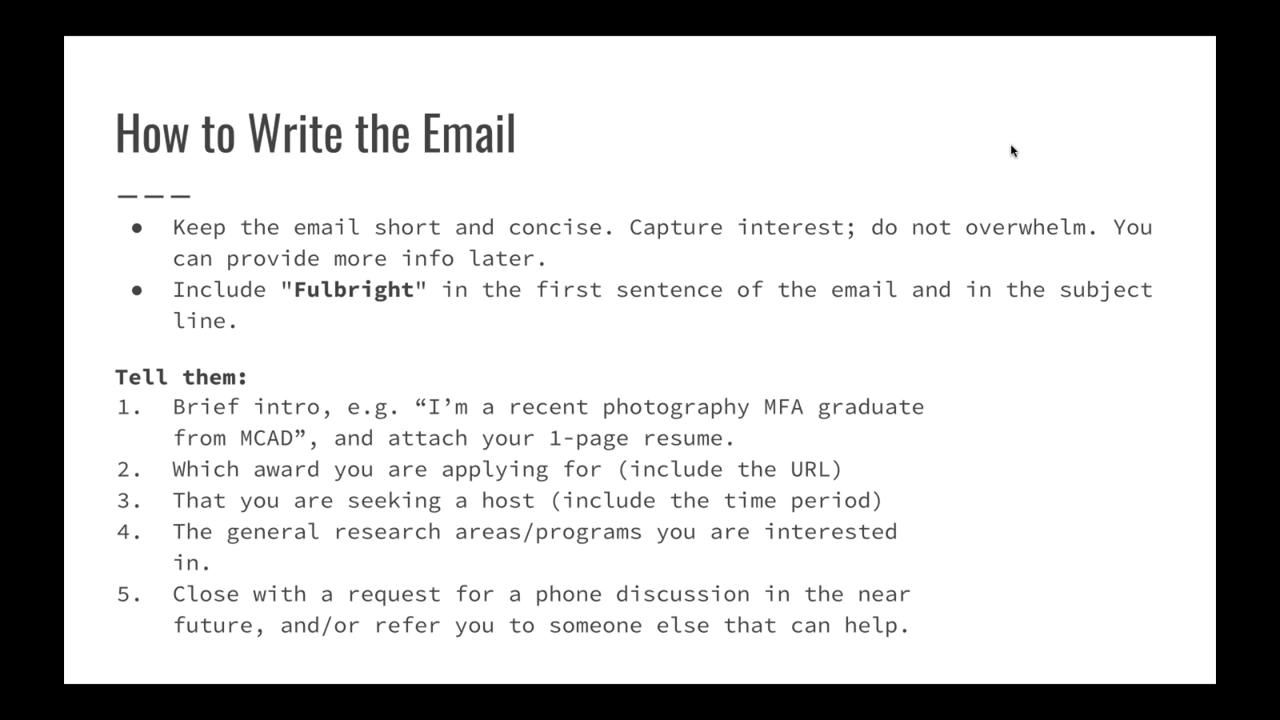 How to Write the Email
● Keep the email short and concise. Capture interest; do not overwhelm. You
can provide more info later.
● Include "Fulbright" in the first sentence of the email and in the subject
line.
Tell them:
1. Brief intro, e.g. “I’m a recent photography MFA graduate
from MCAD”, and attach your 1-page resume.
2. Which award you are applying for (include the URL)
3. That you are seeking a host (include the time period)
4. The general research areas/programs you are interested
in.
5. Close with a request for a phone discussion in the near
future, and/or refer you to someone else that can help.